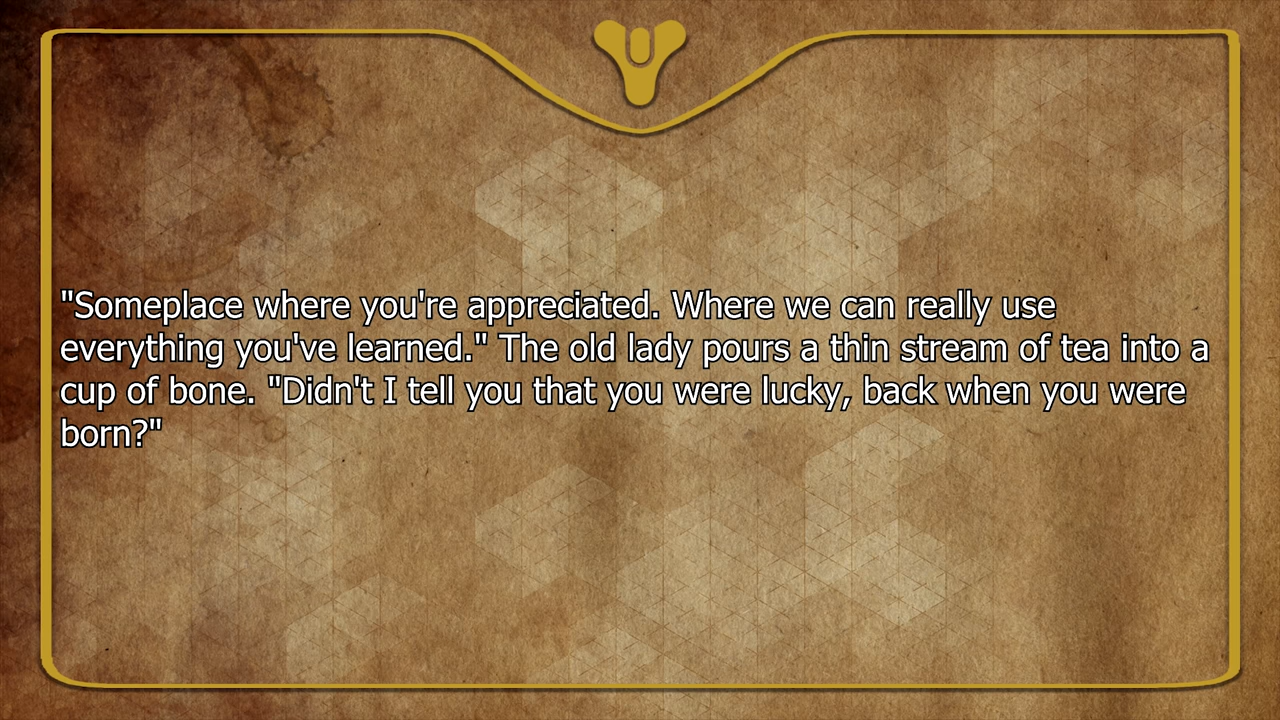 "Someplace where you're appreciated. Where we can really use
everything you've learned." The old lady pours a thin stream of tea into a
cup of bone. "Didn't I tell you that you were lucky, back when you were
born?"